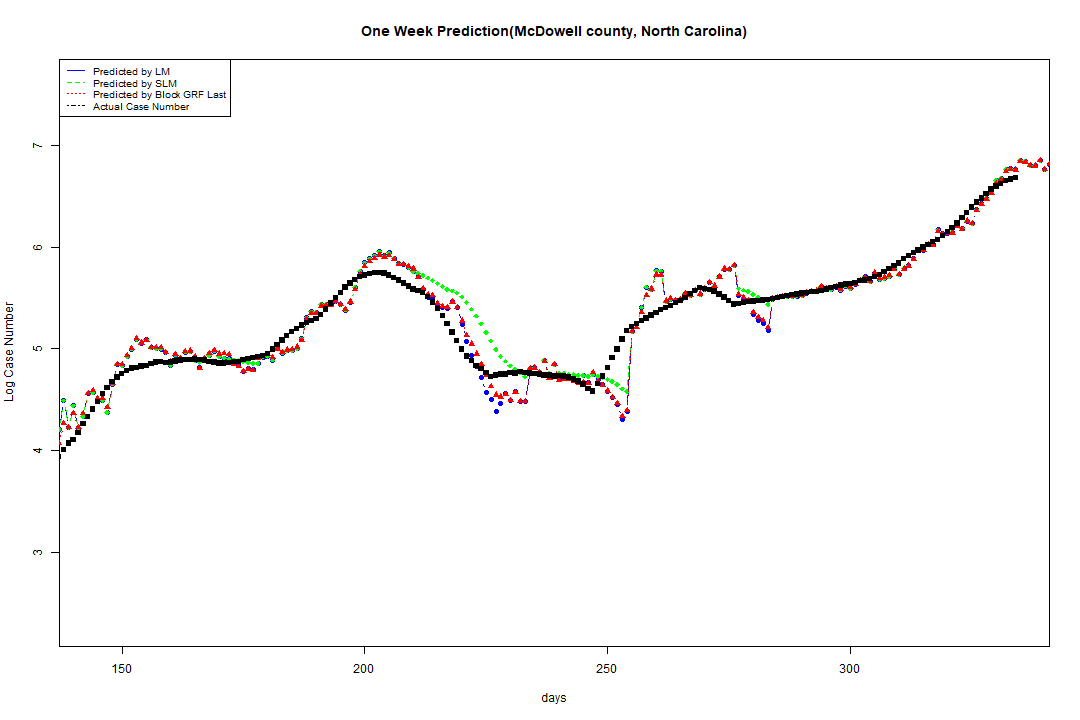 One Week Prediction(McDowell county, North Carolina)
Predicted by LM
Predicted by SLM
Predicted by Block GRF Last
Actual Case Number
7
6
5
4
3
Log Case Number
150 200 250 300
days